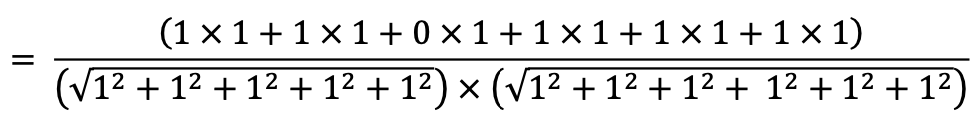 = (1 × 1 + 1 × 1 + 0 × 1 + 1 × 1 + 1 × 1 + 1 × 1) / (√1² + 1² + 1² + 1² + 1²) × (√1² + 1² + 1² + 1² + 1² + 1²)